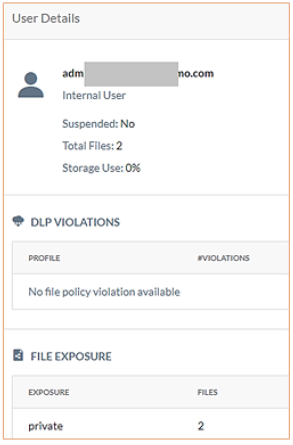 User Details
adm no.com
Internal User
Suspended: No
Total Files: 2
Storage Use: 0%
DLP VIOLATIONS
PROFILE #VIOLATIONS
No file policy violation available
FILE EXPOSURE
EXPOSURE FILES
private 2